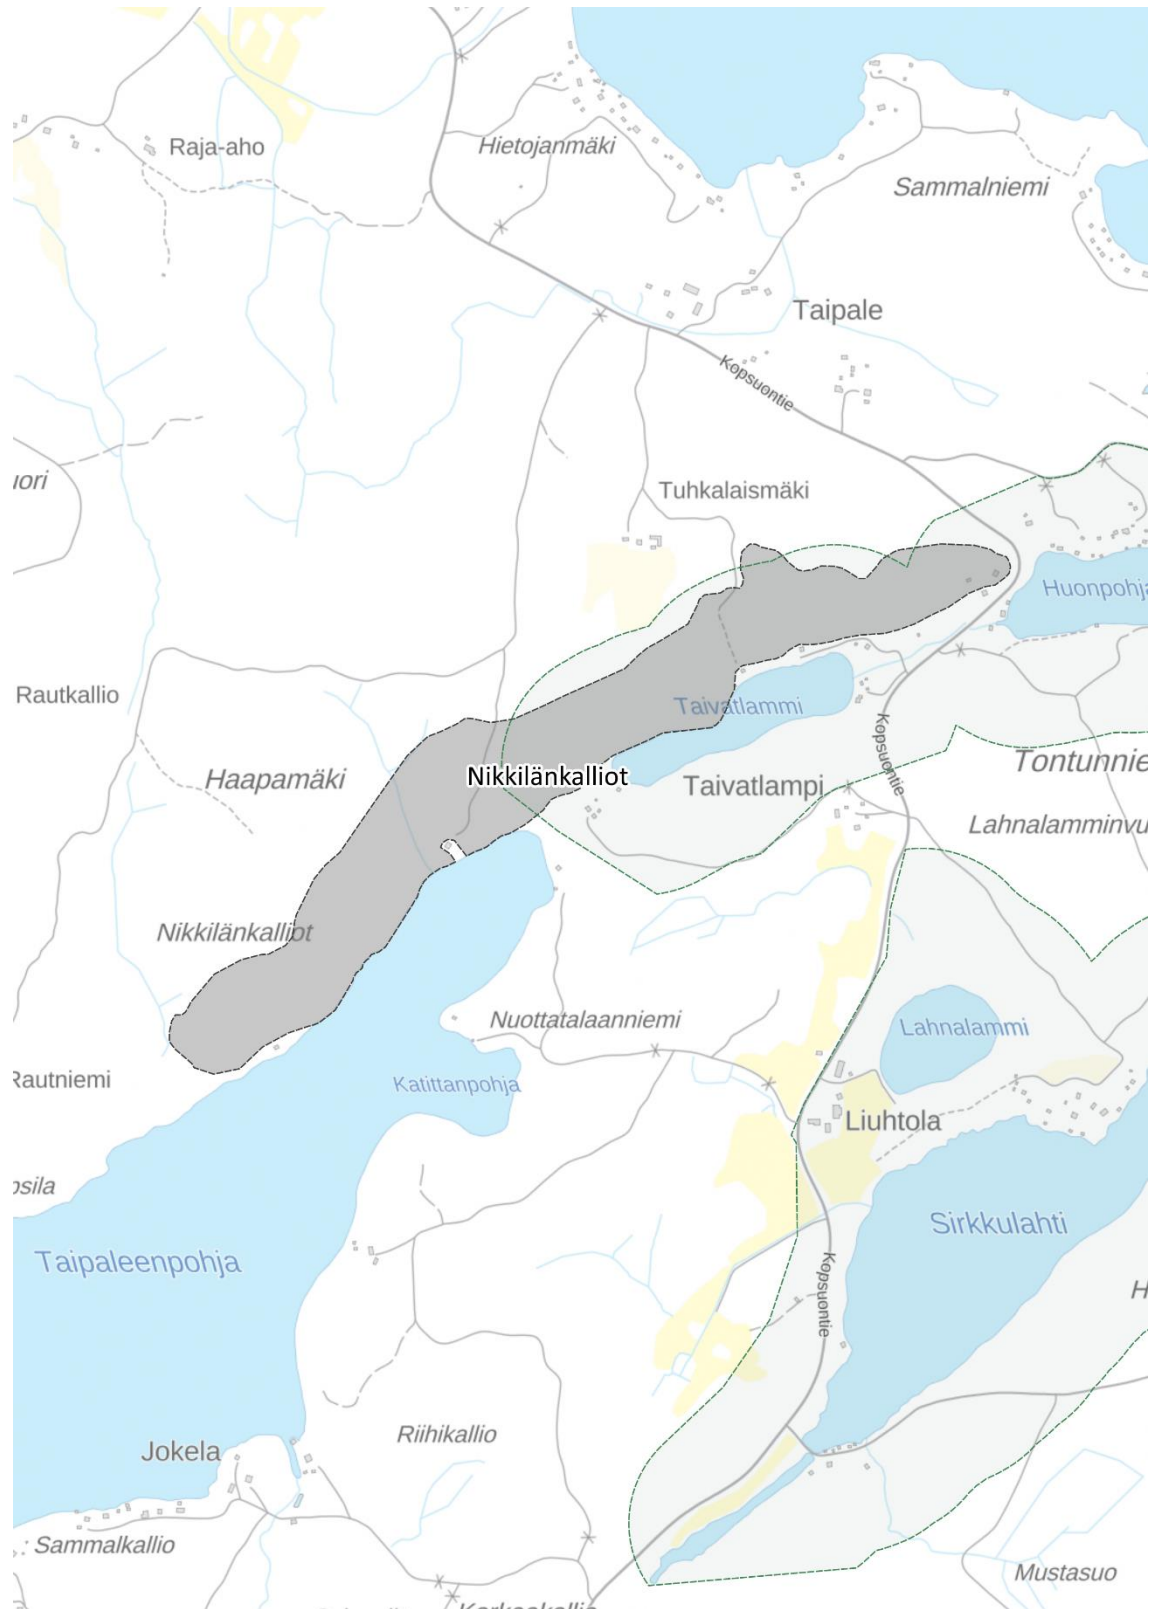 Raja-aho
Hietojanmäki
Sammalniemi
Taipale
Kopsuontie
Tuhkalaismäki
Huonpohja
Rautkallio
Taivatlammi
Kopsuontie
Haapamäki
Nikkilänkalliot
Taivatlampi
Tontunnie
Lahnalamminvu
Nikkilänkalliot
Nuottatalaanniemi
Lahnalammi
Rautniemi
Katittanpohja
Liuhtola
Sirkkulahti
Taipaleenpohja
Kopsuontie
H
Riihikallio
Jokela
Sammalkallio
Mustasuo